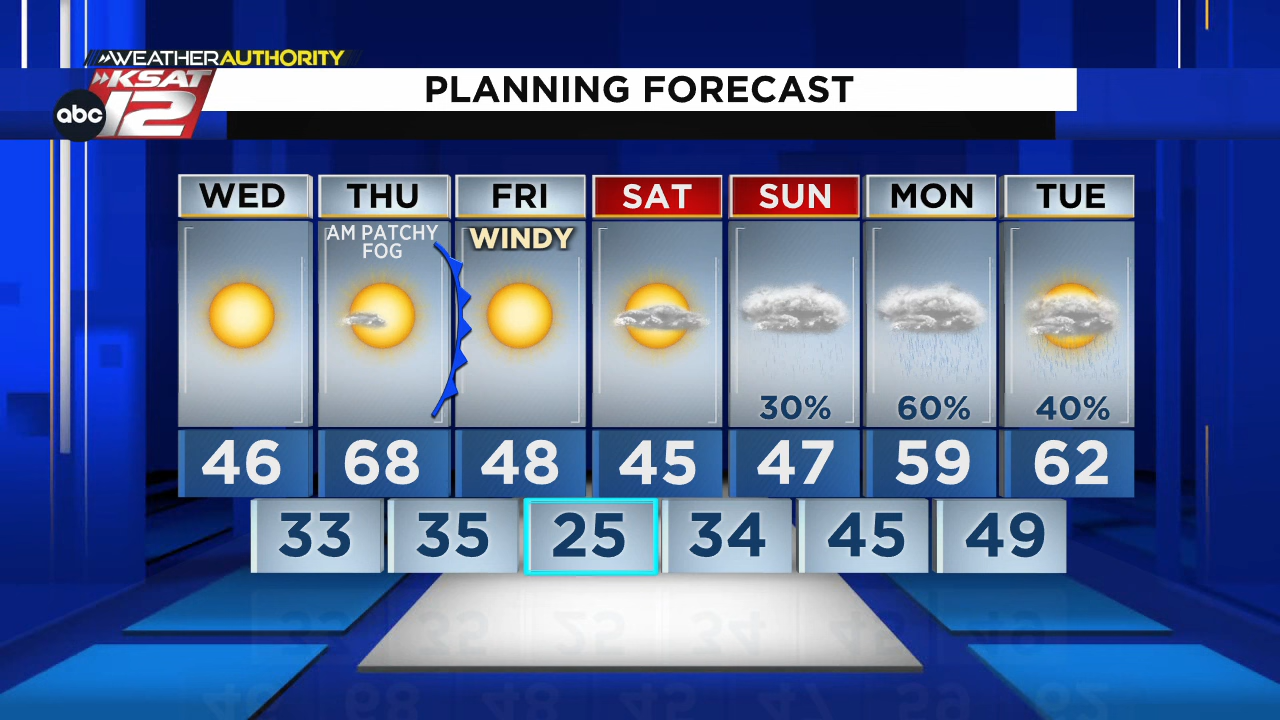 WEATHERAUTHORITY
KSAT
abc 12
PLANNING FORECAST
WED THU FRI SAT SUN MON TUE
AM PATCHY
FOG
WINDY
30% 60% 40%
46 68 48 45 47 59 62
33 35 25 34 45 49